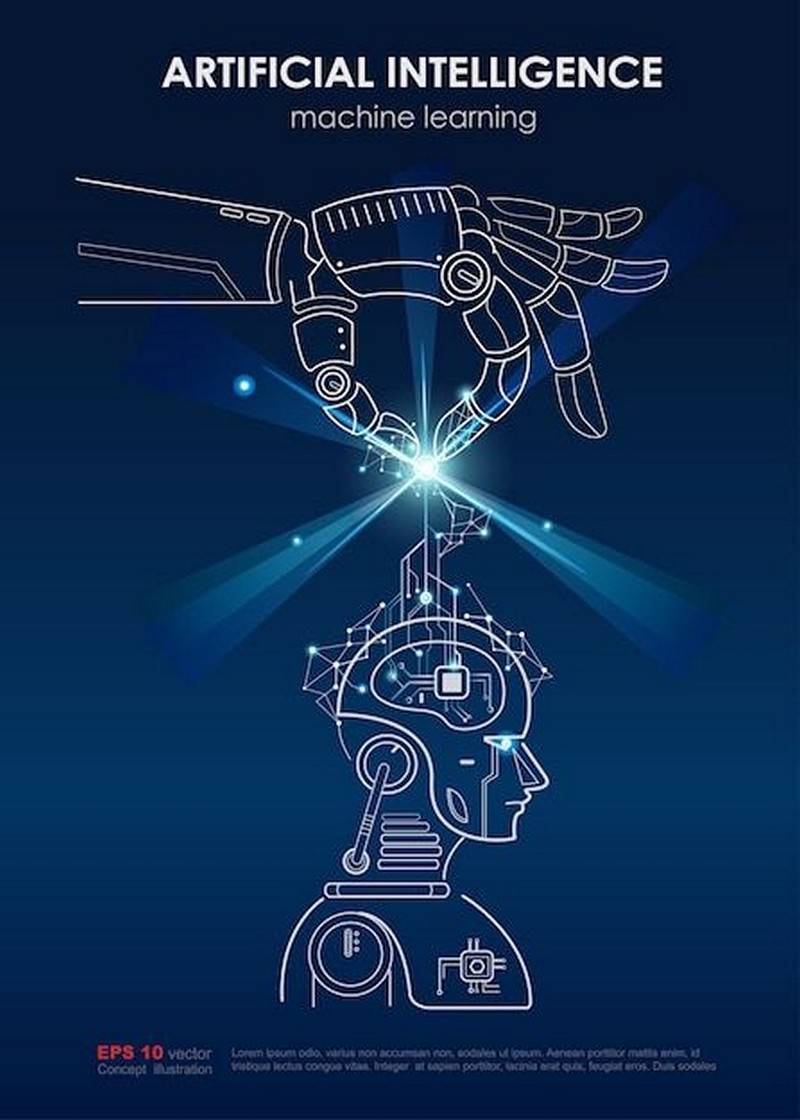 ARTIFICIAL INTELLIGENCE
machine learning
EPS 10 vector
Concept illustration
Lorem ipsum odio, varius non accumsan non, sodales ut ipsum. Aenean porttitor mattis enim, id
tristique lectus congue vitae. Integer at sapien porttitor, lacinia erat quis, feugiat eros. Duis sodales